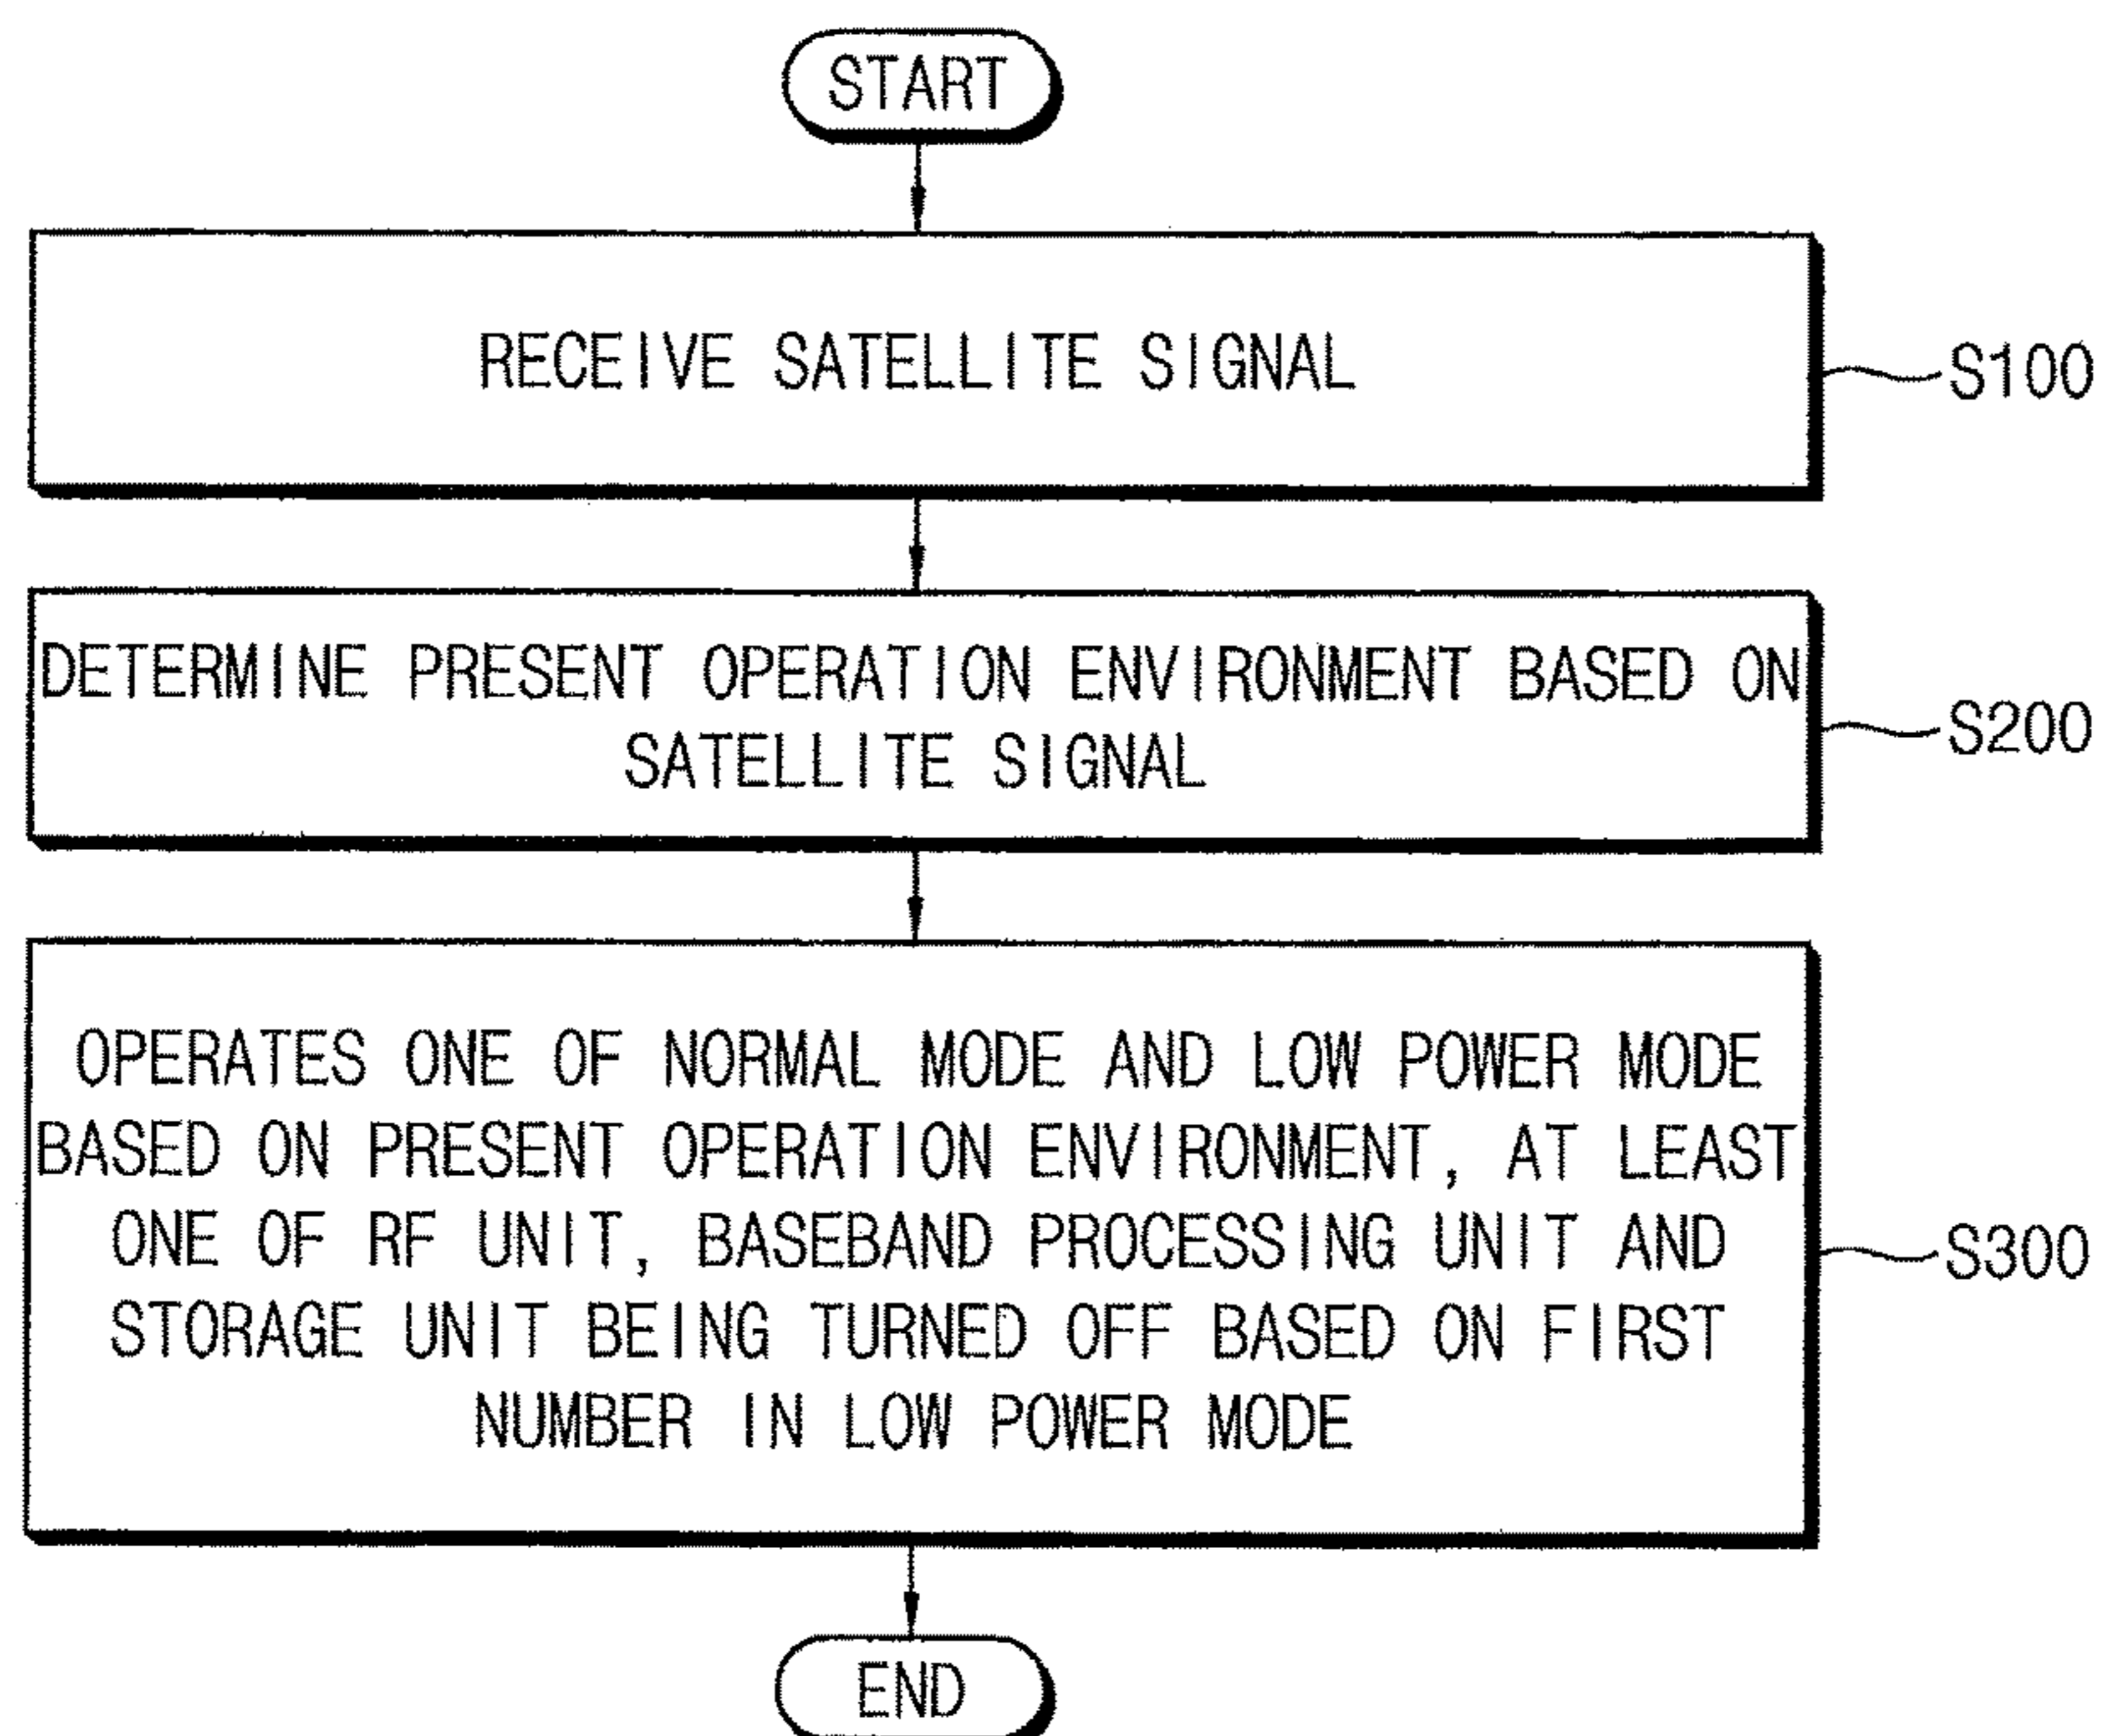 START
RECEIVE SATELLITE SIGNAL
S100
DETERMINE PRESENT OPERATION ENVIRONMENT BASED ON
SATELLITE SIGNAL
S200
OPERATES ONE OF NORMAL MODE AND LOW POWER MODE
BASED ON PRESENT OPERATION ENVIRONMENT, AT LEAST
ONE OF RF UNIT, BASEBAND PROCESSING UNIT AND
STORAGE UNIT BEING TURNED OFF BASED ON FIRST
NUMBER IN LOW POWER MODE
S300
END